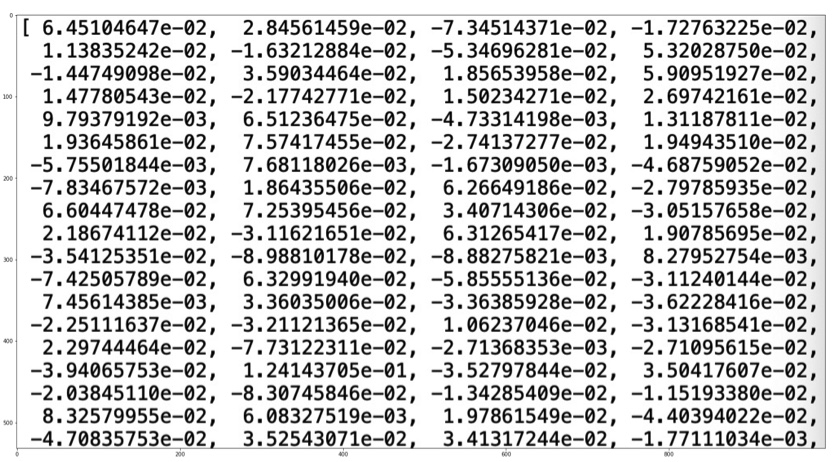 [ 6.45104647e-02, 2.84561459e-02, -7.34514371e-02, -1.72763225e-02,
1.13835242e-02, -1.63212884e-02, -5.34696281e-02, 5.32028750e-02,
-1.44749098e-02, 3.59034464e-02, 1.85653958e-02, 5.90951927e-02,
1.47780543e-02, -2.17742771e-02, 1.50234271e-02, 2.69742161e-02,
9.79379192e-03, 6.51236475e-02, -4.73314198e-03, 1.31187811e-02,
1.93645861e-02, 7.57417455e-02, -2.74137277e-02, 1.94943510e-02,
-5.75501844e-03, 7.68118026e-03, -1.67309050e-03, -4.68759052e-02,
-7.83467572e-03, 1.86435506e-02, 6.26649186e-02, -2.79785935e-02,
6.60447478e-02, 7.25395456e-02, 3.40714306e-02, -3.05157658e-02,
2.18674112e-02, -3.11621651e-02, 6.31265417e-02, 1.90785695e-02,
-3.54125351e-02, -8.98810178e-02, -8.88275821e-03, 8.27952754e-03,
-7.42505789e-02, 6.32991940e-02, -5.85555136e-02, -3.11240144e-02,
7.45614385e-03, 3.36035006e-02, -3.36385928e-02, -3.62228416e-02,
-2.25111637e-02, -3.21121365e-02, 1.06237046e-02, -3.13168541e-02,
2.29744464e-02, -7.73122311e-02, -2.71368353e-03, -2.71095615e-02,
-3.94065753e-02, 1.24143705e-01, -3.52797844e-02, 3.50417607e-02,
-2.03845110e-02, -8.30745846e-02, -1.34285409e-02, -1.15193380e-02,
8.32579955e-02, 6.08327519e-03, 1.97861549e-02, -4.40394022e-02,
-4.70835753e-02, 3.52543071e-02, 3.41317244e-02, -1.77111034e-03,
0
100
200
300
400
500
0 200 400 600 800